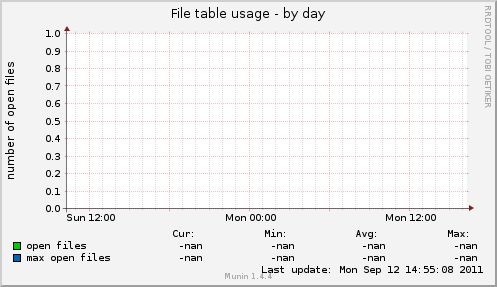 File table usage - by day
RRDTOOL / TOBI OETIKER
number of open files
1.0
0.9
0.8
0.7
0.6
0.5
0.4
0.3
0.2
0.1
0.0
Sun 12:00 Mon 00:00 Mon 12:00
Cur: Min: Avg: Max:
open files -nan -nan -nan -nan
max open files -nan -nan -nan -nan
Last update: Mon Sep 12 14:55:08 2011
Munin 1.4.4